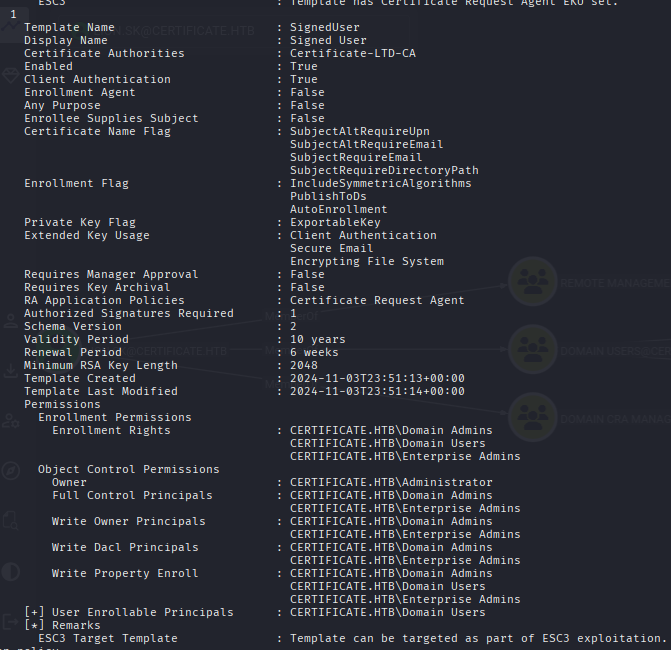 ESC3 : Template has Certificate Request Agent EKU set.
1
Template Name : SignedUser
Display Name : Signed User
Certificate Authorities : Certificate-LTD-CA
Enabled : True
Client Authentication : True
Enrollment Agent : False
Any Purpose : False
Enrollee Supplies Subject : False
Certificate Name Flag : SubjectAltRequireUpn
SubjectAltRequireEmail
SubjectRequireEmail
SubjectRequireDirectoryPath
Enrollment Flag : IncludeSymmetricAlgorithms
PublishToDs
AutoEnrollment
Private Key Flag : ExportableKey
Extended Key Usage : Client Authentication
Secure Email
Encrypting File System
Requires Manager Approval : False
Requires Key Archival : False
RA Application Policies : Certificate Request Agent
Authorized Signatures Required : 1
Schema Version : 2
Validity Period : 10 years
Renewal Period : 6 weeks
Minimum RSA Key Length : 2048
Template Created : 2024-11-03T23:51:13+00:00
Template Last Modified : 2024-11-03T23:51:14+00:00
Permissions
Enrollment Permissions
Enrollment Rights : CERTIFICATE.HTB\Domain Admins
CERTIFICATE.HTB\Domain Users
CERTIFICATE.HTB\Enterprise Admins
Object Control Permissions
Owner : CERTIFICATE.HTB\Administrator
Full Control Principals : CERTIFICATE.HTB\Domain Admins
CERTIFICATE.HTB\Enterprise Admins
Write Owner Principals : CERTIFICATE.HTB\Domain Admins
CERTIFICATE.HTB\Enterprise Admins
Write Dacl Principals : CERTIFICATE.HTB\Domain Admins
CERTIFICATE.HTB\Enterprise Admins
Write Property Enroll : CERTIFICATE.HTB\Domain Admins
CERTIFICATE.HTB\Domain Users
CERTIFICATE.HTB\Enterprise Admins
[+] User Enrollable Principals : CERTIFICATE.HTB\Domain Users
[*] Remarks
ESC3 Target Template : Template can be targeted as part of ESC3 exploitation.
REMOTE MANAGEME
DOMAIN USERS@CER
DOMAIN CRA MANAG